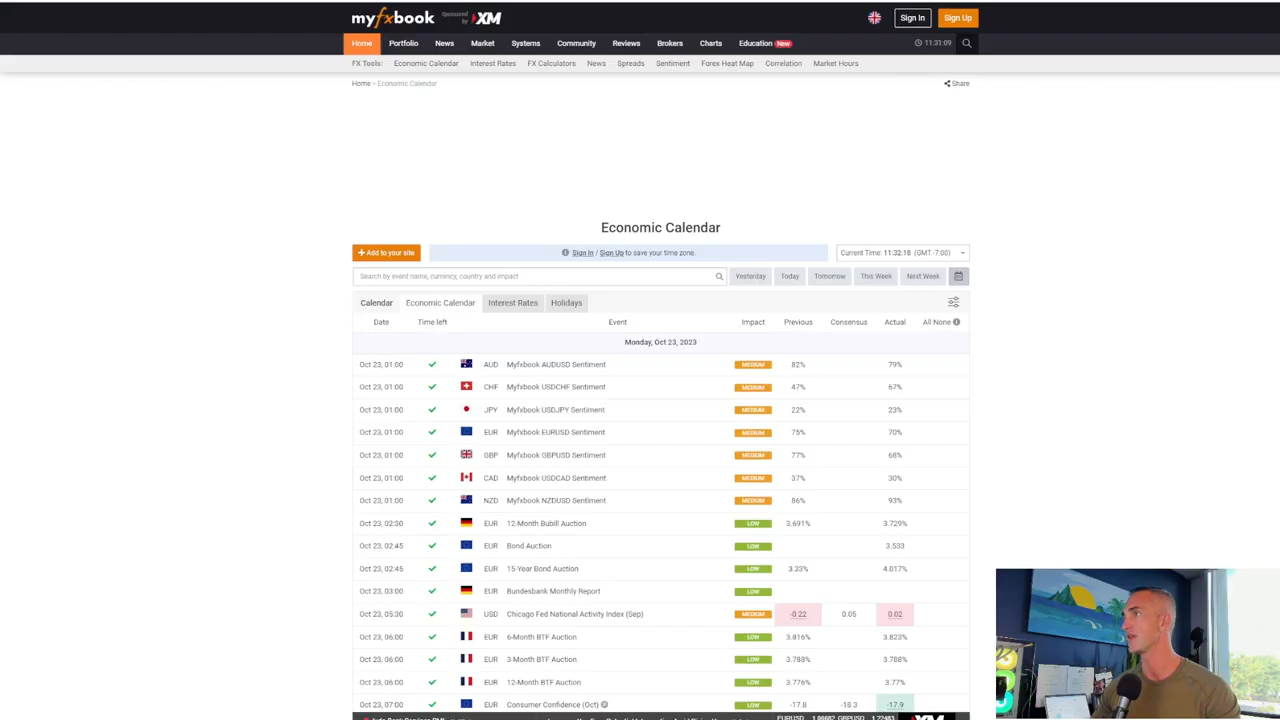 myfxbook Sponsored by XM Sign In Sign Up
Home Portfolio News Market Systems Community Reviews Brokers Charts Education New 11:31:09
FX Tools: Economic Calendar Interest Rates FX Calculators News Spreads Sentiment Forex Heat Map Correlation Market Hours
Home > Economic Calendar Share
Economic Calendar
+ Add to your site Sign In / Sign Up to save your time zone. Current Time: 11:32:18 (GMT -7:00)
Search by event name, currency, country and impact Yesterday Today Tomorrow This Week Next Week
Calendar Economic Calendar Interest Rates Holidays
Date Time left Event Impact Previous Consensus Actual All None
Monday, Oct 23, 2023
Oct 23, 01:00 AUD Myfxbook AUDUSD Sentiment MEDIUM 82% 79%
Oct 23, 01:00 CHF Myfxbook USDCHF Sentiment MEDIUM 47% 67%
Oct 23, 01:00 JPY Myfxbook USDJPY Sentiment MEDIUM 22% 23%
Oct 23, 01:00 EUR Myfxbook EURUSD Sentiment MEDIUM 75% 70%
Oct 23, 01:00 GBP Myfxbook GBPUSD Sentiment MEDIUM 77% 68%
Oct 23, 01:00 CAD Myfxbook USDCAD Sentiment MEDIUM 37% 30%
Oct 23, 01:00 NZD Myfxbook NZDUSD Sentiment MEDIUM 86% 93%
Oct 23, 02:30 EUR 12-Month Bubill Auction LOW 3.691% 3.729%
Oct 23, 02:45 EUR Bond Auction LOW 3.533
Oct 23, 02:45 EUR 15-Year Bond Auction LOW 3.33% 4.017%
Oct 23, 03:00 EUR Bundesbank Monthly Report LOW
Oct 23, 05:30 USD Chicago Fed National Activity Index (Sep) MEDIUM -0.22 0.05 0.02
Oct 23, 06:00 EUR 6-Month BTF Auction LOW 3.816% 3.823%
Oct 23, 06:00 EUR 3-Month BTF Auction LOW 3.788% 3.788%
Oct 23, 06:00 EUR 12-Month BTF Auction LOW 3.776% 3.77%
Oct 23, 07:00 EUR Consumer Confidence (Oct) LOW -17.8 -18.3 -17.9
EURUSD 1.06682 GBPUSD 1.22483 XM